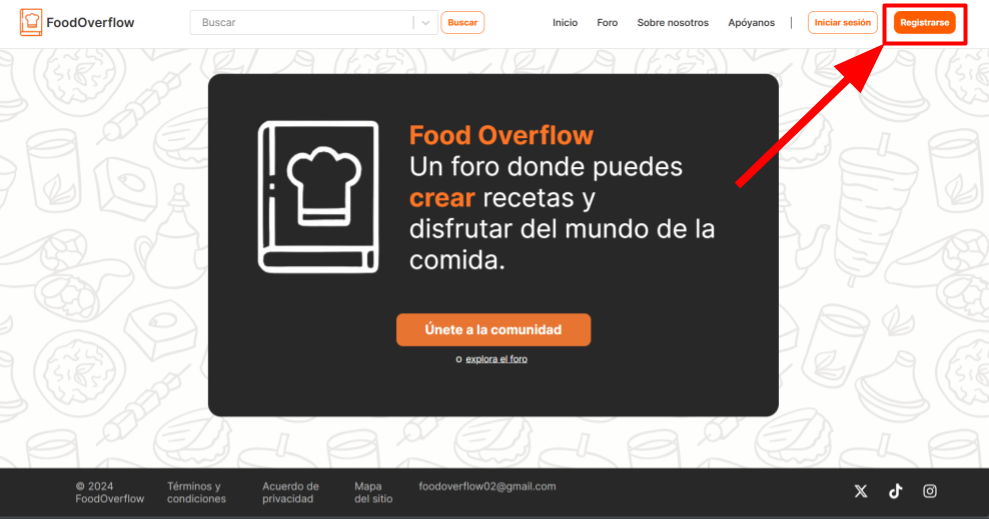 FoodOverflow
Buscar
Buscar
Inicio
Foro
Sobre nosotros
Apóyanos
|
Iniciar sesión
Registrarse
Food Overflow
Un foro donde puedes
crear recetas y
disfrutar del mundo de la
comida.
Únete a la comunidad
o explora el foro
© 2024
FoodOverflow
Términos y
condiciones
Acuerdo de
privacidad
Mapa
del sitio
foodoverflow02@gmail.com